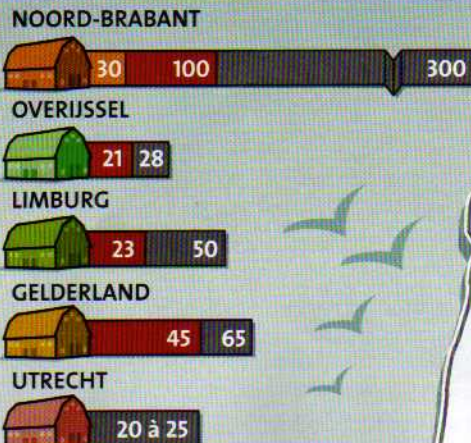 NOORD-BRABANT
30 100 300
OVERIJSSEL
21 28
LIMBURG
23 50
GELDERLAND
45 65
UTRECHT
20 à 25